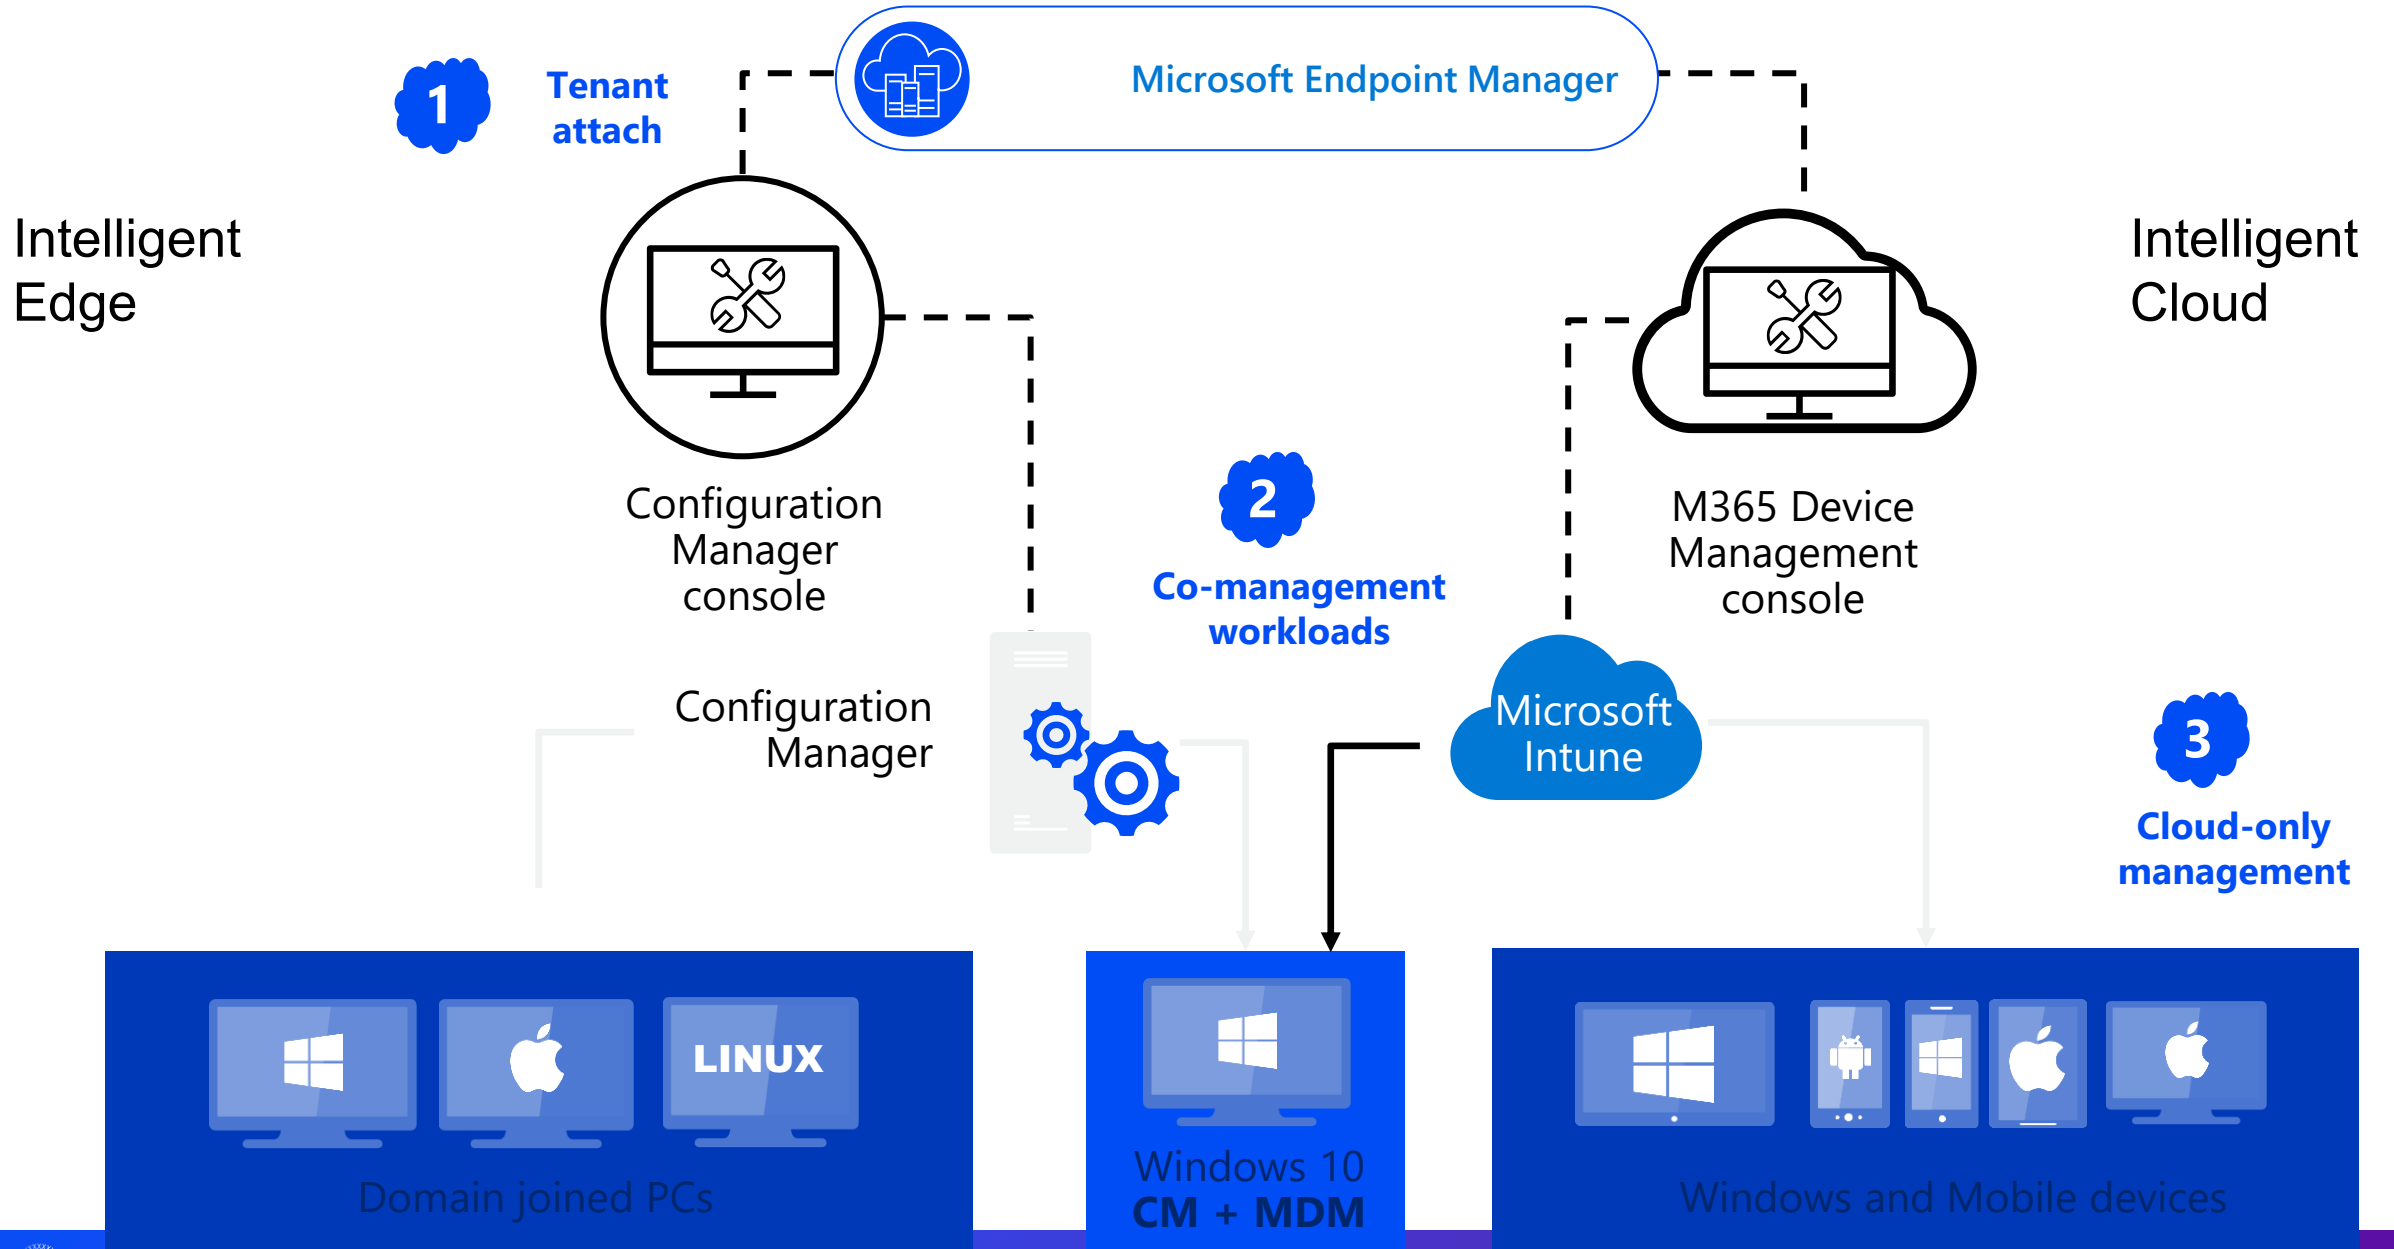 Microsoft Endpoint Manager
1
Tenant
attach
Intelligent
Edge
Intelligent
Cloud
Configuration
Manager
console
2
Co-management
workloads
M365 Device
Management
console
Configuration
Manager
Microsoft
Intune
3
Cloud-only
management
LINUX
Domain joined PCs
Windows 10
CM + MDM
Windows and Mobile devices